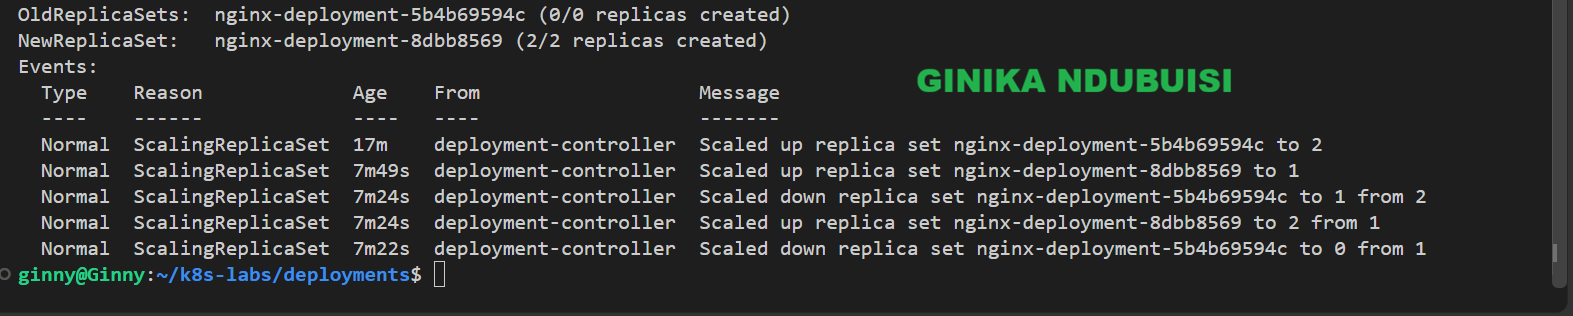 OldReplicaSets:  nginx-deployment-5b4b69594c (0/0 replicas created)
NewReplicaSet:   nginx-deployment-8dbb8569 (2/2 replicas created)
Events:
GINIKA NDUBUISI
Type    Reason             Age    From                   Message
----    ------             ----   ----                   -------
Normal  ScalingReplicaSet  17m    deployment-controller  Scaled up replica set nginx-deployment-5b4b69594c to 2
Normal  ScalingReplicaSet  7m49s  deployment-controller  Scaled up replica set nginx-deployment-8dbb8569 to 1
Normal  ScalingReplicaSet  7m24s  deployment-controller  Scaled down replica set nginx-deployment-5b4b69594c to 1 from 2
Normal  ScalingReplicaSet  7m24s  deployment-controller  Scaled up replica set nginx-deployment-8dbb8569 to 2 from 1
Normal  ScalingReplicaSet  7m22s  deployment-controller  Scaled down replica set nginx-deployment-5b4b69594c to 0 from 1
ginny@Ginny:~/k8s-labs/deployments$